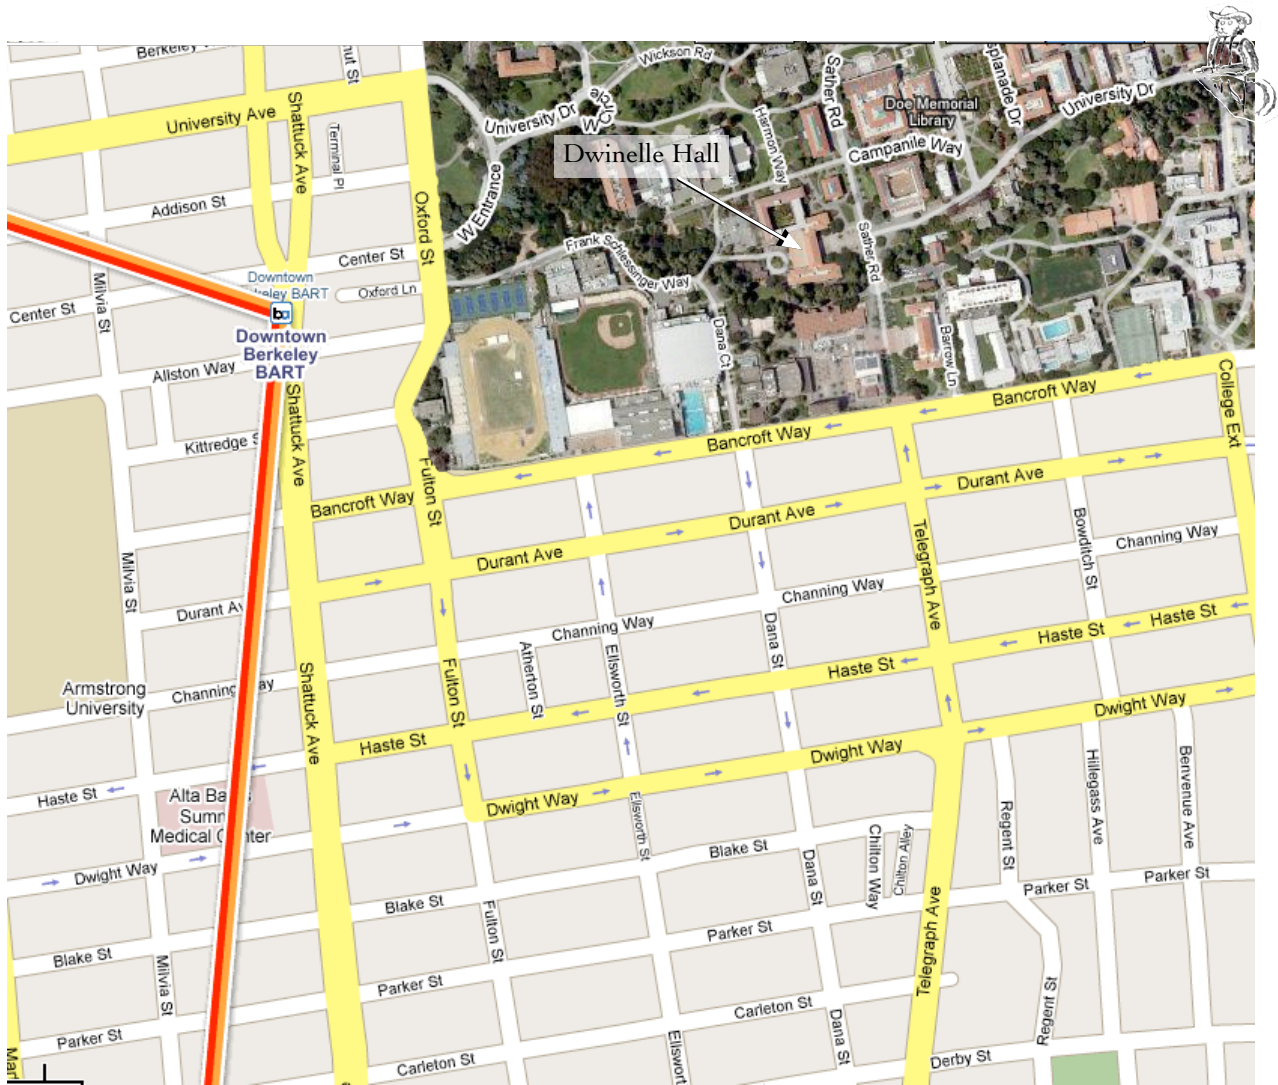 Berkeley
Wickson Rd
Sather Rd
University Dr
University Ave
Shattuck Ave
Terminal Pl
University Dr
Harmon Way
Doe Memorial
Library
Campanile Way
Dwinelle Hall
Addison St
Oxford St
W Entrance
Center St
Frank Schlessinger Way
Sather Rd
Downtown
BART
Oxford Ln
Milvia St
Center St
Downtown
Berkeley
BART
Allston Way
Dana Ct
Barrow Ln
College Ext
Bancroft Way
Shattuck Ave
Kittredge
Bancroft Way
Fulton St
Bancroft Way
Durant Ave
Durant Ave
Durant Ave
Telegraph Ave
Bowditch St
Channing Way
Milvia St
Durant
Channing Way
Channing Way
Dana St
Haste St
Haste St
Haste St
Atherton St
Ellsworth St
Fulton St
Shattuck Ave
Armstrong
University
Channing
Haste St
Dwight Way
Dwight Way
Dwight Way
Haste St
Alta
Medical
Dwight Way
Ellsworth St
Blake St
Dana St
Chilton Way
Chilton Alley
Regent St
Hillegass Ave
Benvenue Ave
Parker St
Parker St
Blake St
Fulton St
Parker St
Telegraph Ave
Blake St
Milvia St
Parker St
Carleton St
Regent St
Parker St
Dana St
Carleton St
Derby St